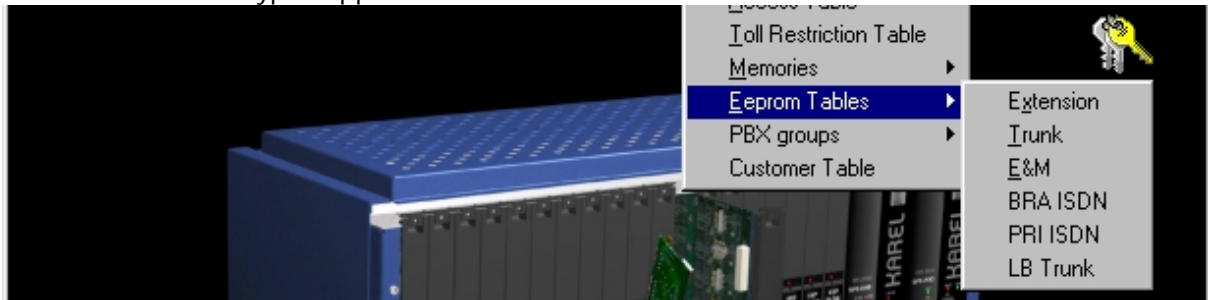 Toll Restriction Table
Memories
Eeprom Tables
PBX groups
Customer Table
Extension
Trunk
E&M
BRA ISDN
PRI ISDN
LB Trunk
KAREL
KAREL